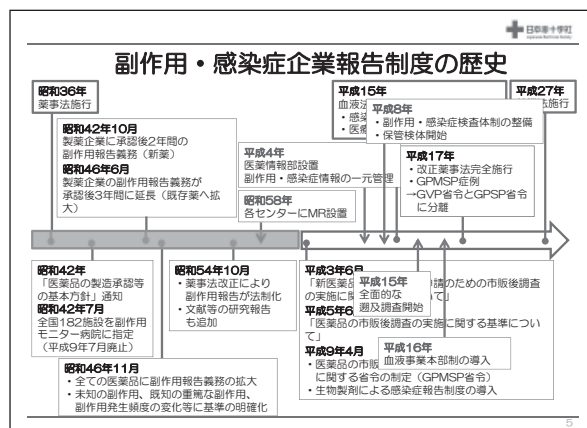 日本赤十字社
副作用・感染症企業報告制度の歴史
昭和36年
薬事法施行
昭和42年10月
製薬企業に承認後2年間の
副作用報告義務（新薬）
昭和46年6月
製薬企業の副作用報告義務が
承認後3年間に延長（既存薬へ拡
大）
平成4年
医薬情報部設置
副作用・感染症情報の一元管理
昭和58年
各センターにMR設置
平成15年
血液法
・感染
・医療
平成8年
・副作用・感染症検査体制の整備
・保管検体開始
平成27年
施行
平成17年
・改正薬事法完全施行
・GPMSP症例
→GVP省令とGPSP省令
に分離
昭和42年
「医薬品の製造承認等
の基本方針」通知
昭和42年7月
全国182施設を副作用
モニター病院に指定
（平成9年7月廃止）
昭和54年10月
・薬事法改正により
副作用報告が法制化
・文献等の研究報告
も追加
昭和46年11月
・全ての医薬品に副作用報告義務の拡大
・未知の副作用、既知の重篤な副作用、
副作用発生頻度の変化等に基準の明確化
平成3年6月
「新医薬品 請のための市販後調査
の実施に関 いて」
平成5年6
「医薬品の市販後調査の実施に関する基準につい
て」
平成9年4月
・医薬品の市販
に関する省令の制定（GPMSP省令）
・生物製剤による感染症報告制度の導入
平成15年
全面的な
遡及調査開始
平成16年
血液事業本部制の導入
5